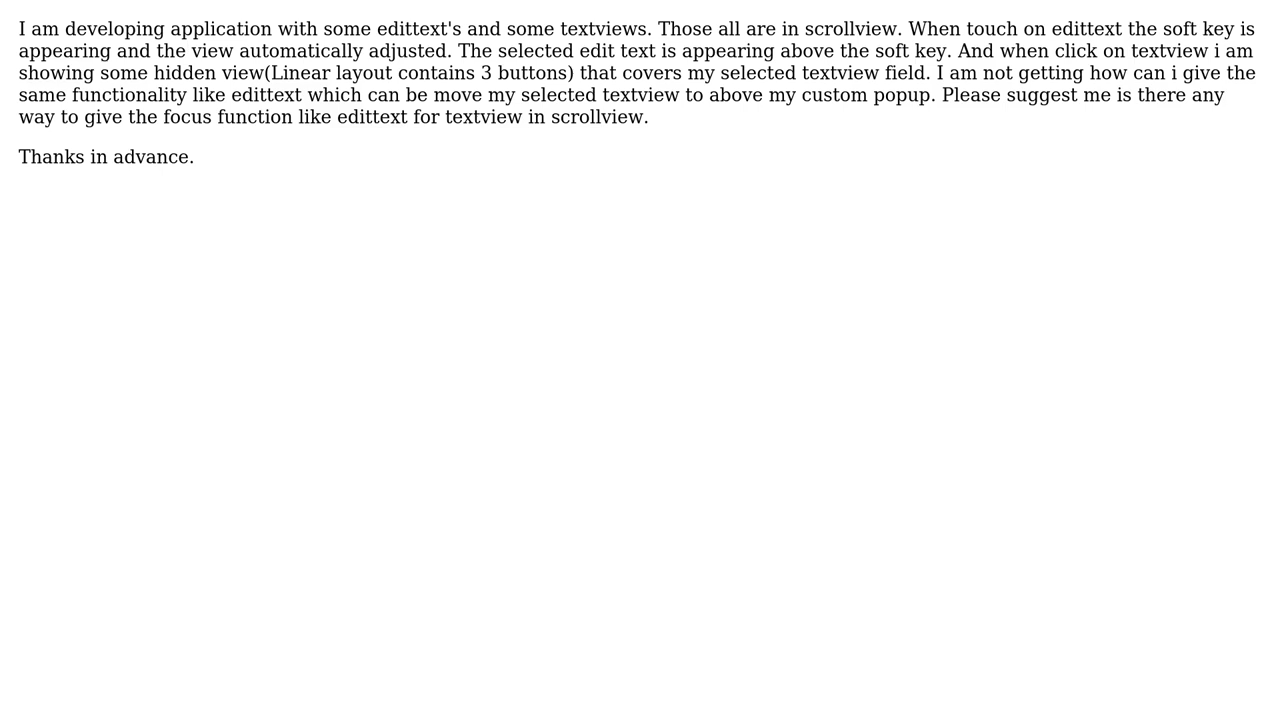 I am developing application with some edittext's and some textviews. Those all are in scrollview. When touch on edittext the soft key is
appearing and the view automatically adjusted. The selected edit text is appearing above the soft key. And when click on textview i am
showing some hidden view(Linear layout contains 3 buttons) that covers my selected textview field. I am not getting how can i give the
same functionality like edittext which can be move my selected textview to above my custom popup. Please suggest me is there any
way to give the focus function like edittext for textview in scrollview.
Thanks in advance.